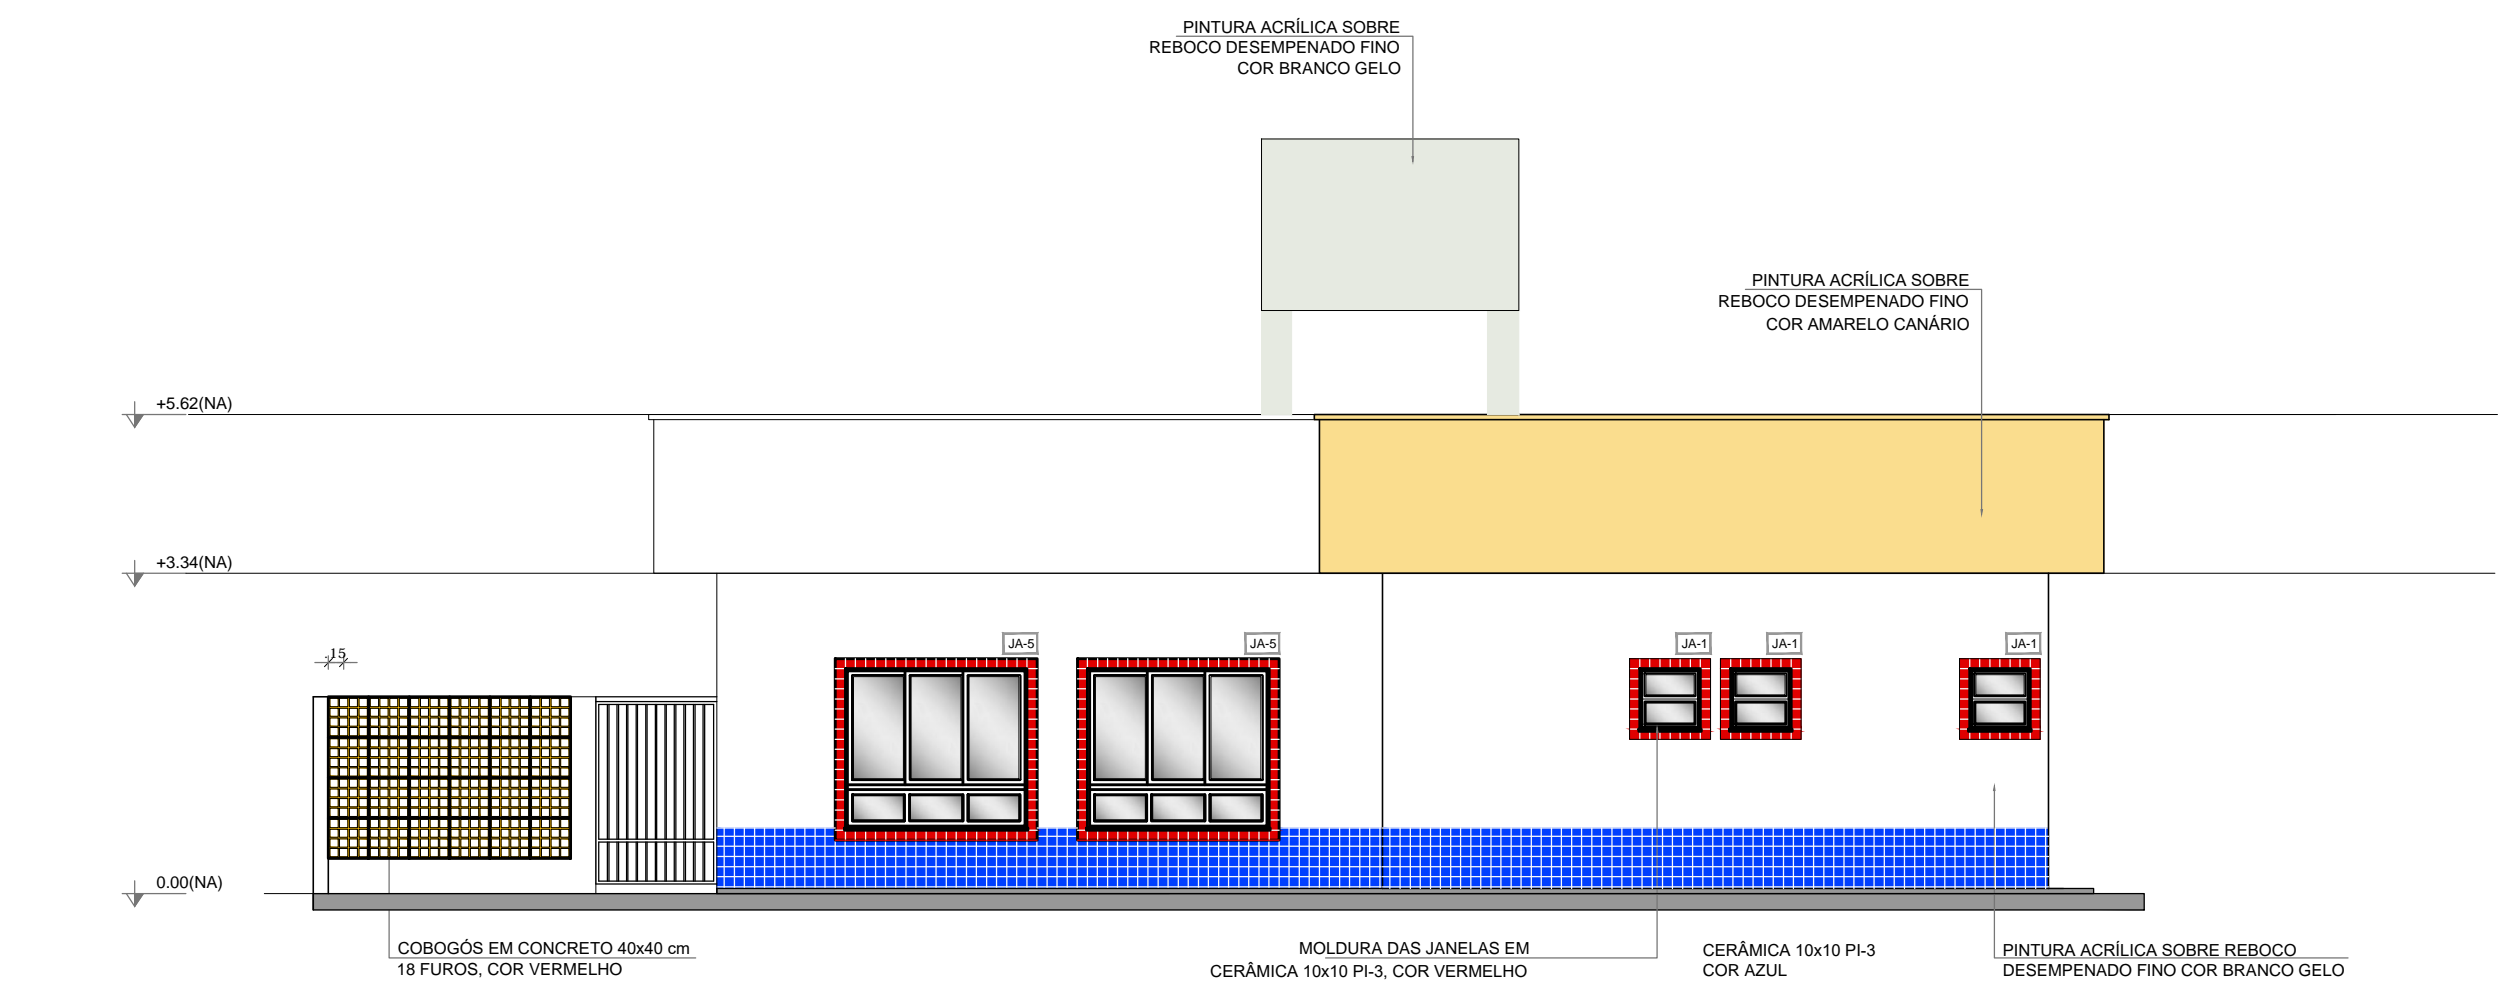 PINTURA ACRÍLICA SOBRE
REBOCO DESEMPENADO FINO
COR BRANCO GELO
PINTURA ACRÍLICA SOBRE
REBOCO DESEMPENADO FINO
COR AMARELO CANÁRIO
+5.62(NA)
+3.34(NA)
.15
JA-5
JA-5
JA-1
JA-1
JA-1
0.00(NA)
COBOGÓS EM CONCRETO 40x40 cm
18 FUROS, COR VERMELHO
MOLDURA DAS JANELAS EM
CERÂMICA 10x10 PI-3, COR VERMELHO
CERÂMICA 10x10 PI-3
COR AZUL
PINTURA ACRÍLICA SOBRE REBOCO
DESEMPENADO FINO COR BRANCO GELO